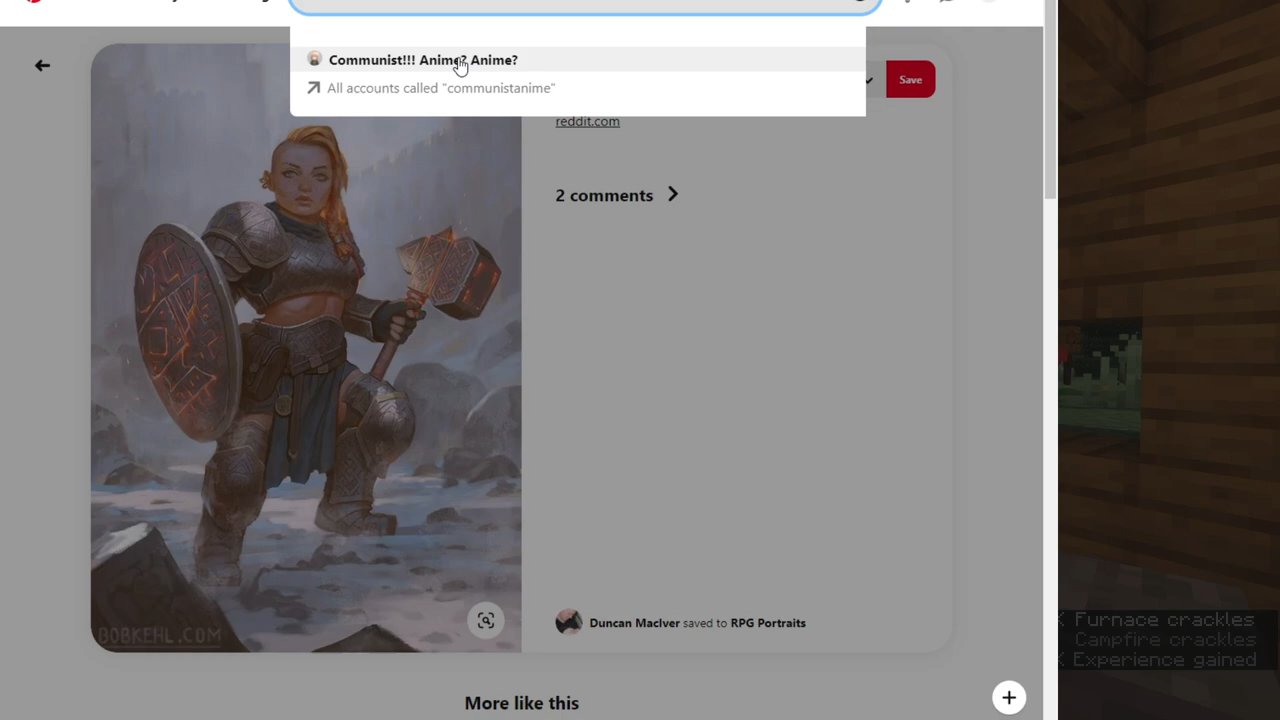 Communist!!! Anime? Anime?
All accounts called "communistanime"
Save
reddit.com
2 comments
BOBKEHL.COM
Duncan MacIver saved to RPG Portraits
More like this
Furnace crackles
Campfire crackles
Experience gained